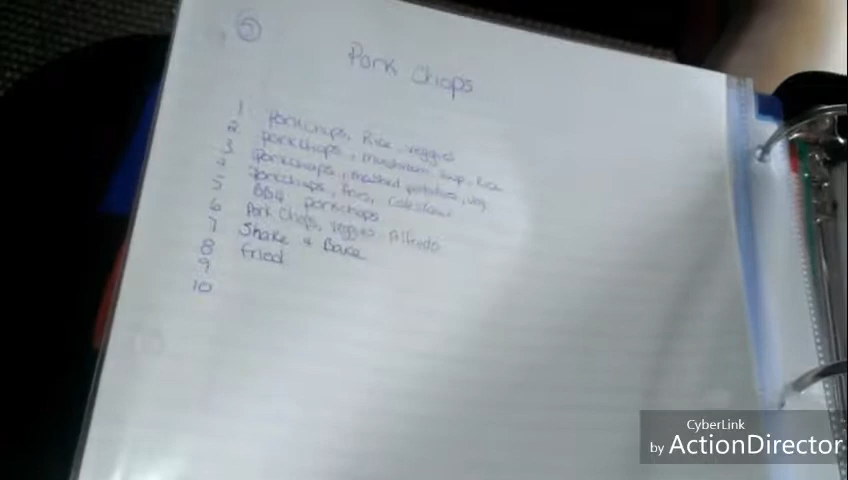 5
Pork Chops
1 Porkchops, Rice, veggies
2 Porkchops, mushroom soup, Rice
3 Porkchops, mashed potatoes, veg
4 Porkchops, fries, Coleslaw
5 BBQ porkchops
6 Pork Chops, veggies Alfredo
7 Shake & Bake
8 fried
9
10
CyberLink
by ActionDirector